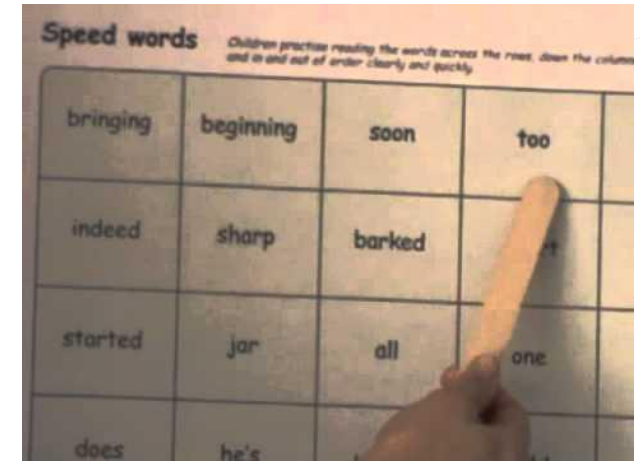 Speed words
Children practise reading the words across the rows, down the columns
and in and out of order clearly and quickly.
bringing beginning soon too
indeed sharp barked
started jar all one
does he's